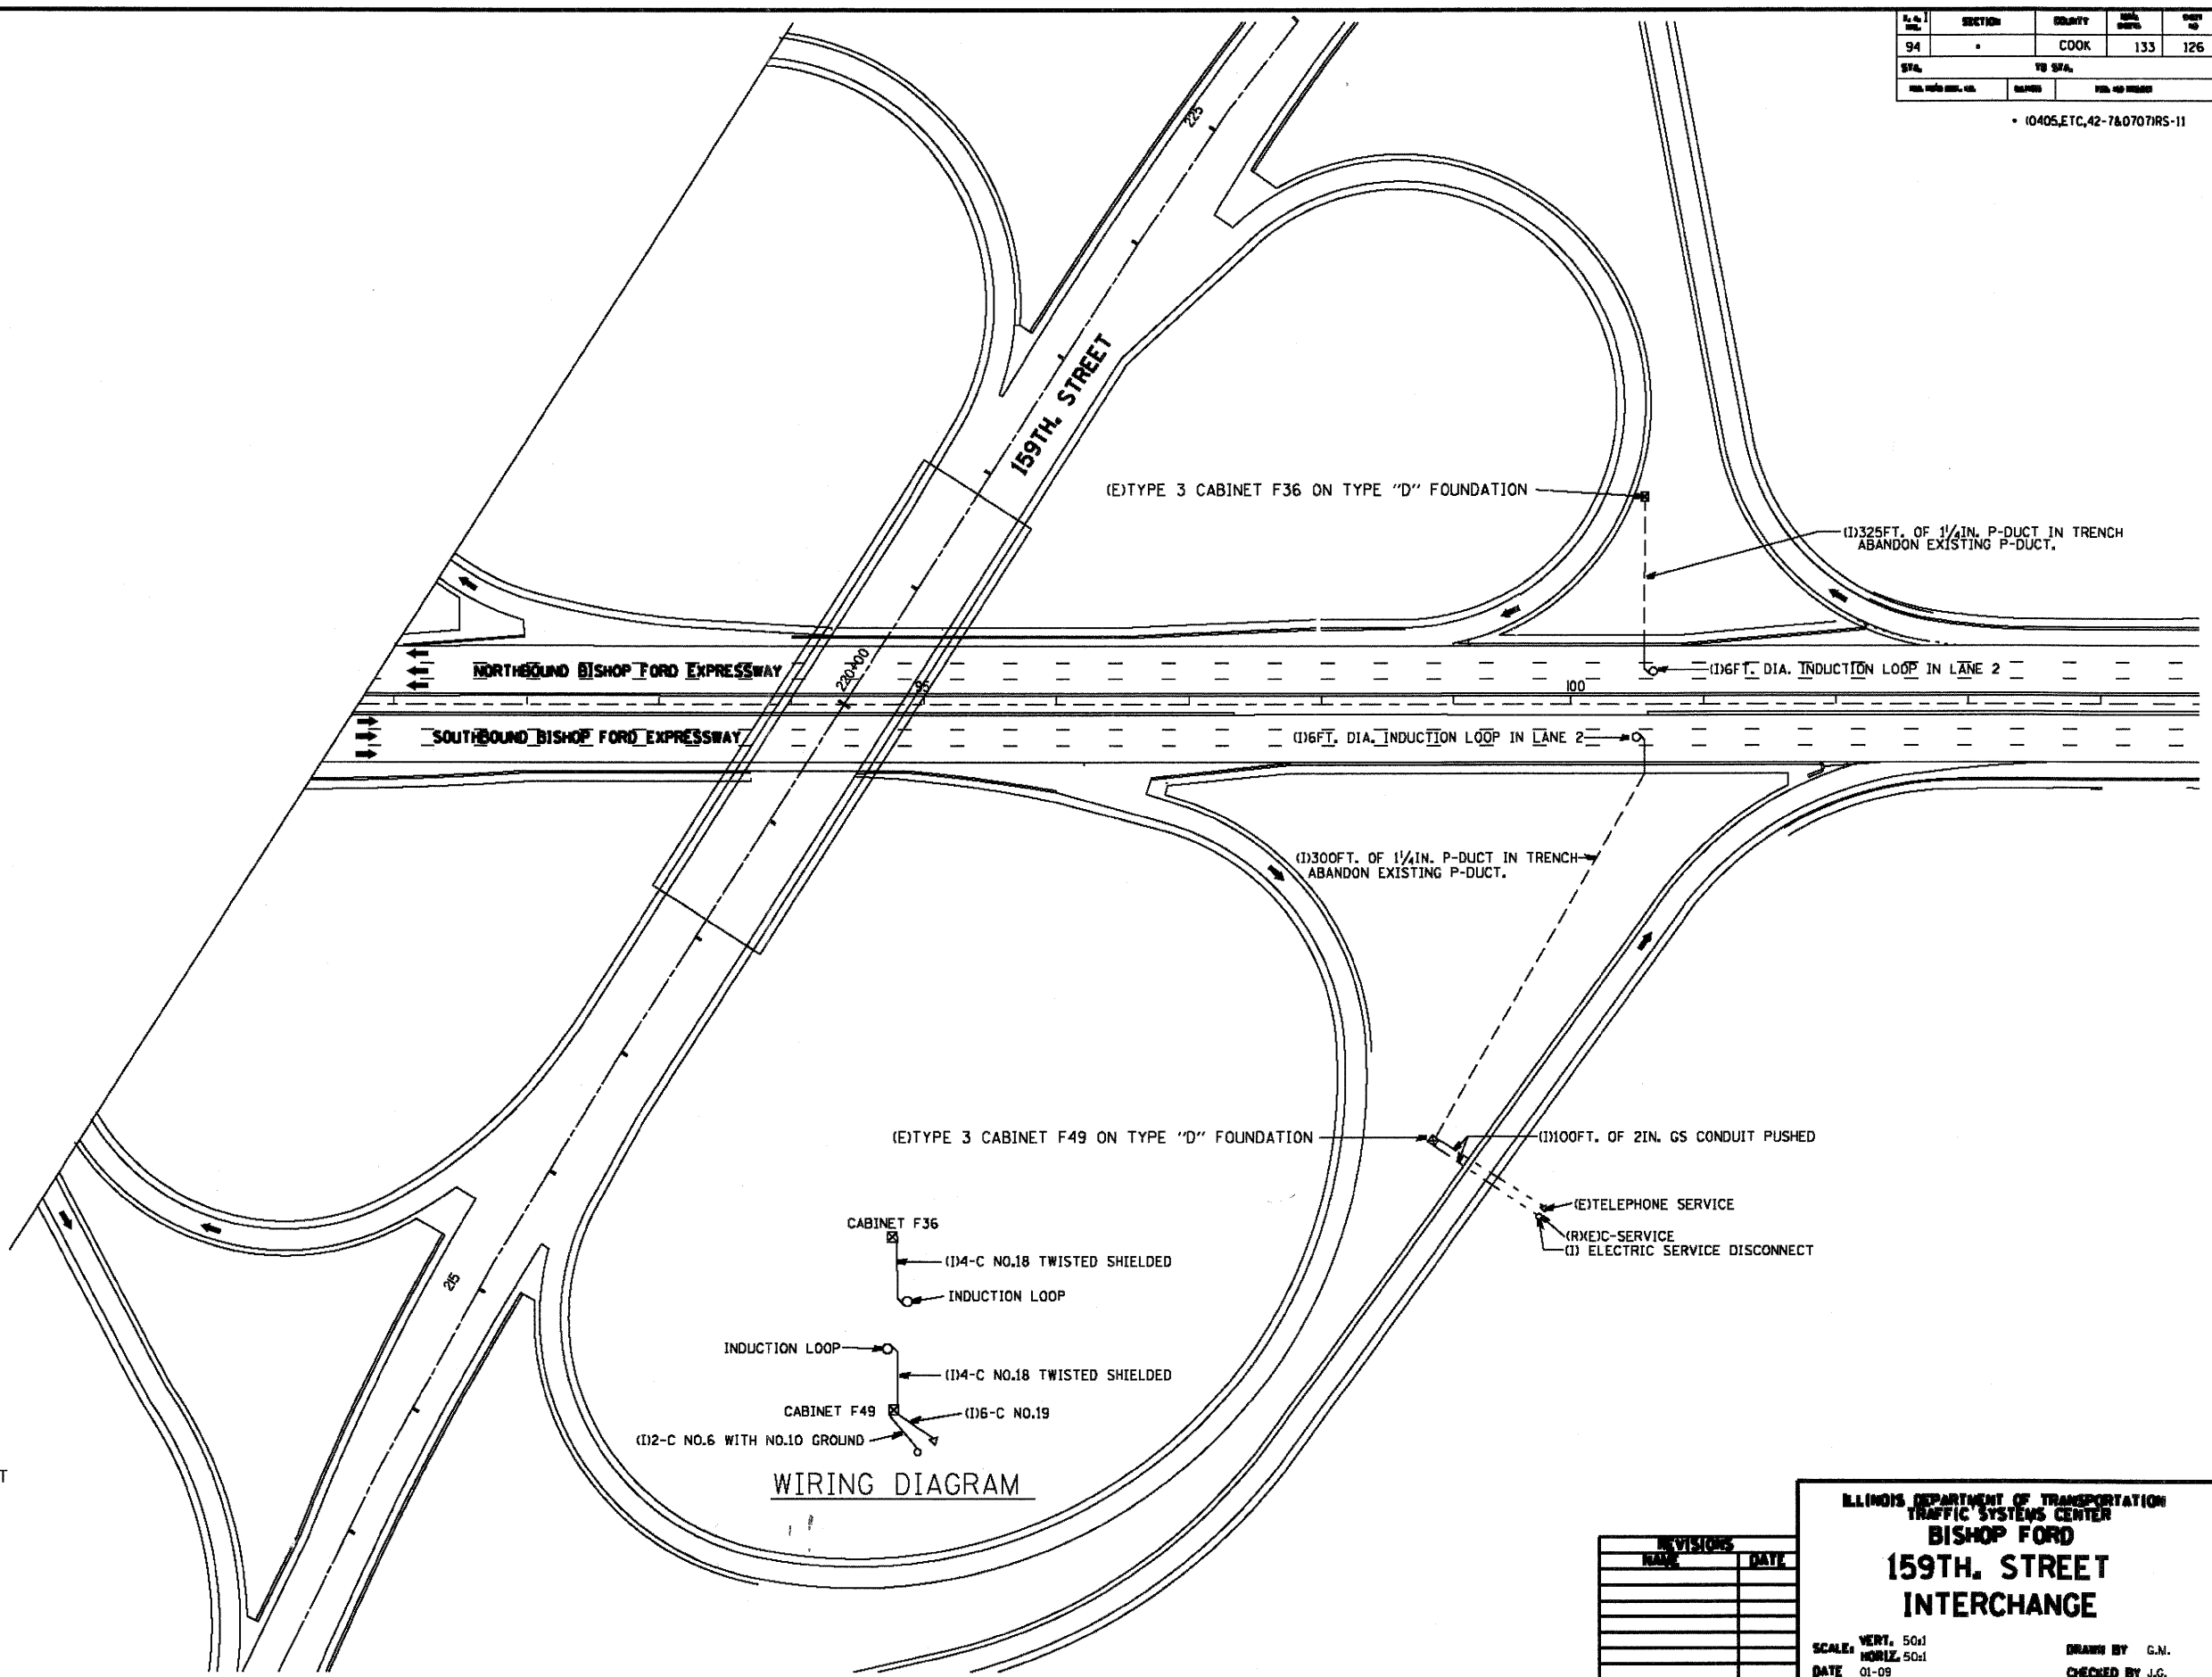 SECTION COUNTY
94 • COOK 133 126
STA. TO STA.
• (0405,ETC,42-7&0707)RS-11
225
159TH. STREET
(E)TYPE 3 CABINET F36 ON TYPE "D" FOUNDATION
(I)325FT. OF 1¼IN. P-DUCT IN TRENCH
ABANDON EXISTING P-DUCT.
NORTHBOUND BISHOP FORD EXPRESSWAY
220+00
95
100
(I)6FT. DIA. INDUCTION LOOP IN LANE 2
SOUTHBOUND BISHOP FORD EXPRESSWAY
(I)6FT. DIA. INDUCTION LOOP IN LANE 2
(I)300FT. OF 1¼IN. P-DUCT IN TRENCH
ABANDON EXISTING P-DUCT.
(E)TYPE 3 CABINET F49 ON TYPE "D" FOUNDATION
(I)100FT. OF 2IN. GS CONDUIT PUSHED
(E)TELEPHONE SERVICE
(R)(E)C-SERVICE
(I) ELECTRIC SERVICE DISCONNECT
215
CABINET F36
(I)4-C NO.18 TWISTED SHIELDED
INDUCTION LOOP
INDUCTION LOOP
(I)4-C NO.18 TWISTED SHIELDED
CABINET F49
(I)6-C NO.19
(I)2-C NO.6 WITH NO.10 GROUND
WIRING DIAGRAM
T
REVISIONS
NAME DATE
ILLINOIS DEPARTMENT OF TRANSPORTATION
TRAFFIC SYSTEMS CENTER
BISHOP FORD
159TH. STREET
INTERCHANGE
SCALE: VERT. 50:1
HORIZ. 50:1
DATE 01-09
DRAWN BY G.N.
CHECKED BY J.G.